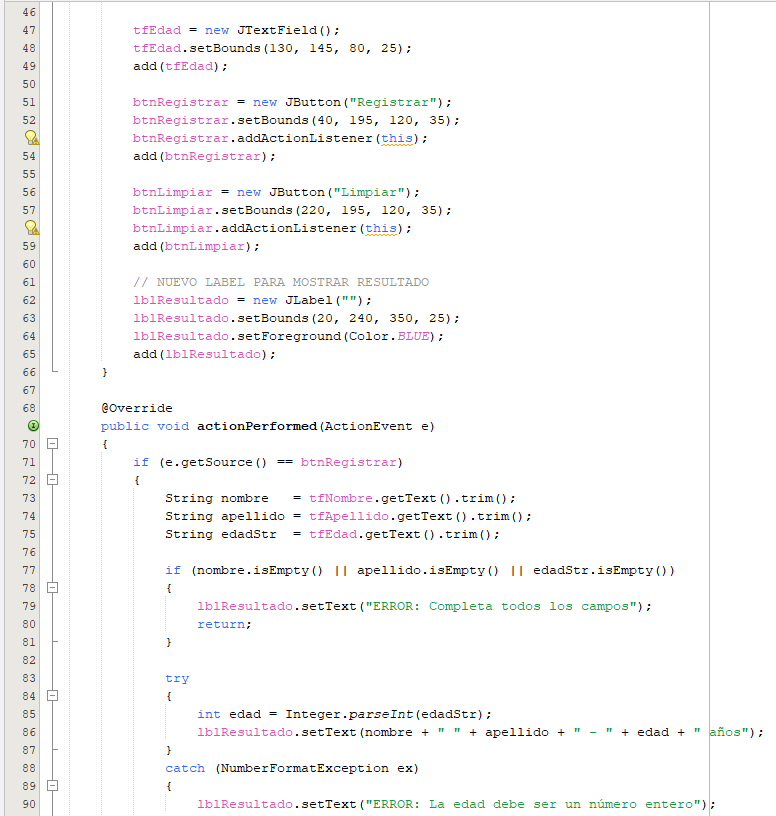 46
47 tfEdad = new JTextField();
48 tfEdad.setBounds(130, 145, 80, 25);
49 add(tfEdad);
50
51 btnRegistrar = new JButton("Registrar");
52 btnRegistrar.setBounds(40, 195, 120, 35);
btnRegistrar.addActionListener(this);
54 add(btnRegistrar);
55
56 btnLimpiar = new JButton("Limpiar");
57 btnLimpiar.setBounds(220, 195, 120, 35);
btnLimpiar.addActionListener(this);
59 add(btnLimpiar);
60
61 // NUEVO LABEL PARA MOSTRAR RESULTADO
62 lblResultado = new JLabel("");
63 lblResultado.setBounds(20, 240, 350, 25);
64 lblResultado.setForeground(Color.BLUE);
65 add(lblResultado);
66 }
67
68 @Override
public void actionPerformed(ActionEvent e)
70 {
71 if (e.getSource() == btnRegistrar)
72 {
73 String nombre   = tfNombre.getText().trim();
74 String apellido = tfApellido.getText().trim();
75 String edadStr  = tfEdad.getText().trim();
76
77 if (nombre.isEmpty() || apellido.isEmpty() || edadStr.isEmpty())
78 {
79 lblResultado.setText("ERROR: Completa todos los campos");
80 return;
81 }
82
83 try
84 {
85 int edad = Integer.parseInt(edadStr);
86 lblResultado.setText(nombre + " " + apellido + " - " + edad + " años");
87 }
88 catch (NumberFormatException ex)
89 {
90 lblResultado.setText("ERROR: La edad debe ser un número entero");